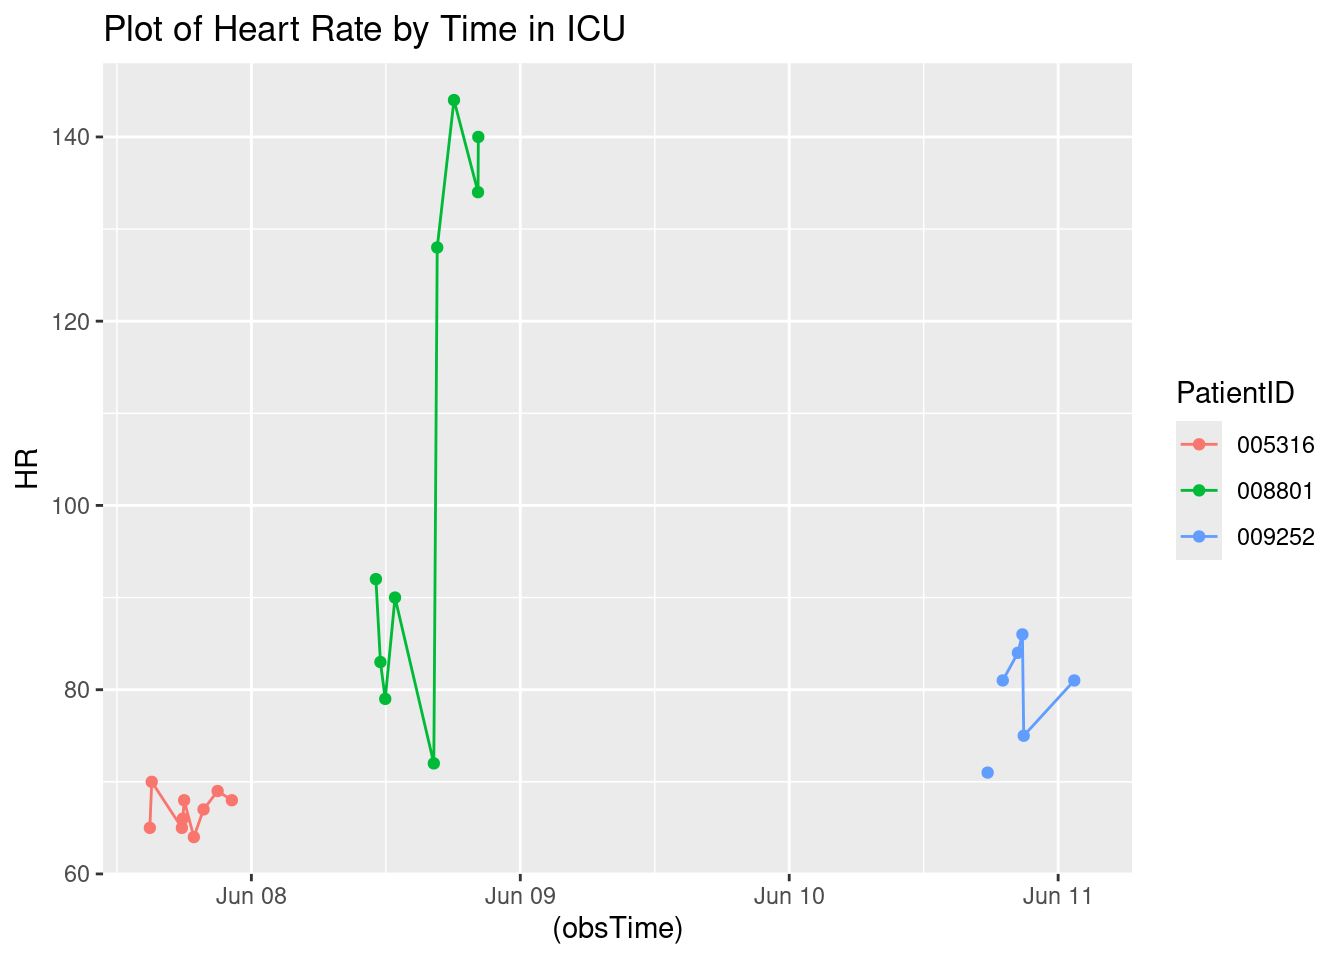 Plot of Heart Rate by Time in ICU
140
120
100
80
60
HR
Jun 08 Jun 09 Jun 10 Jun 11
(obsTime)
PatientID
005316
008801
009252